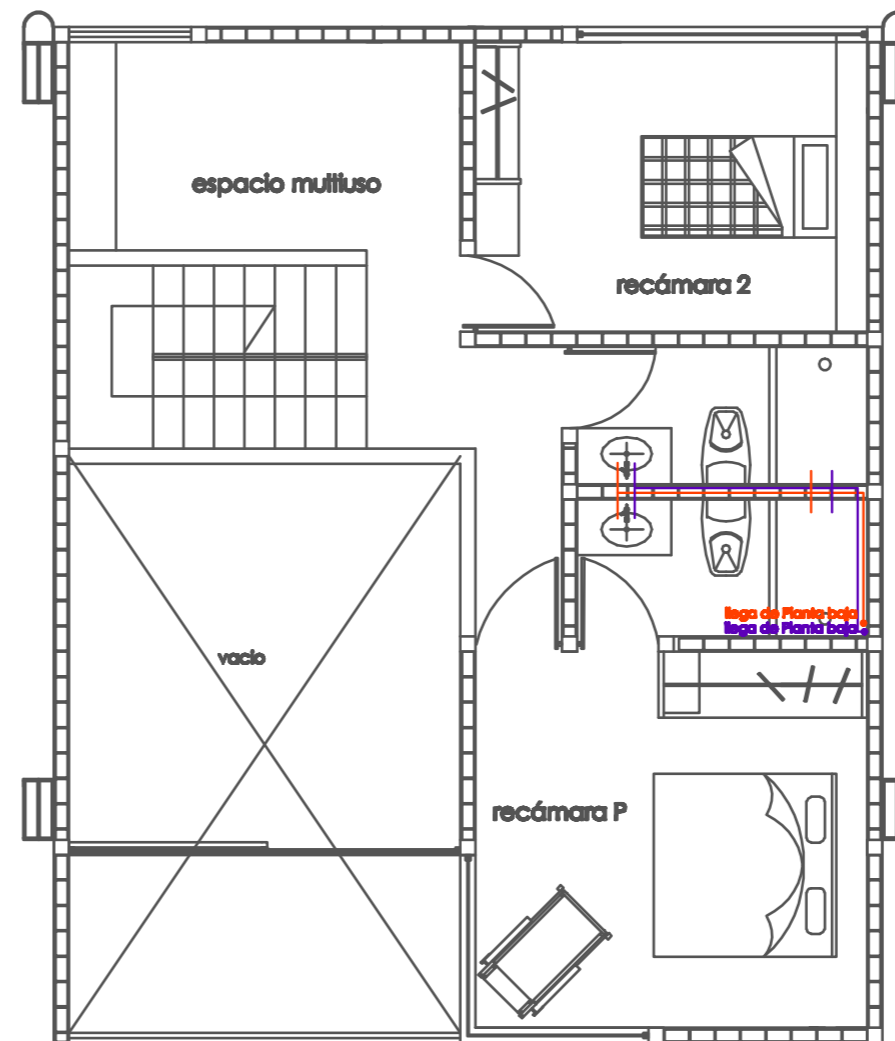 espacio multiuso
recámara 2
llega de Planta baja
llega de Planta baja
vacio
recámara P